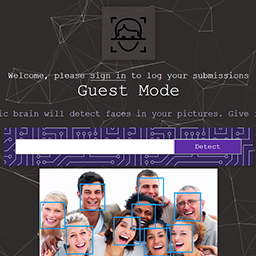 Welcome, please sign in to log your submissions
Guest Mode
ic brain will detect faces in your pictures. Give
Detect